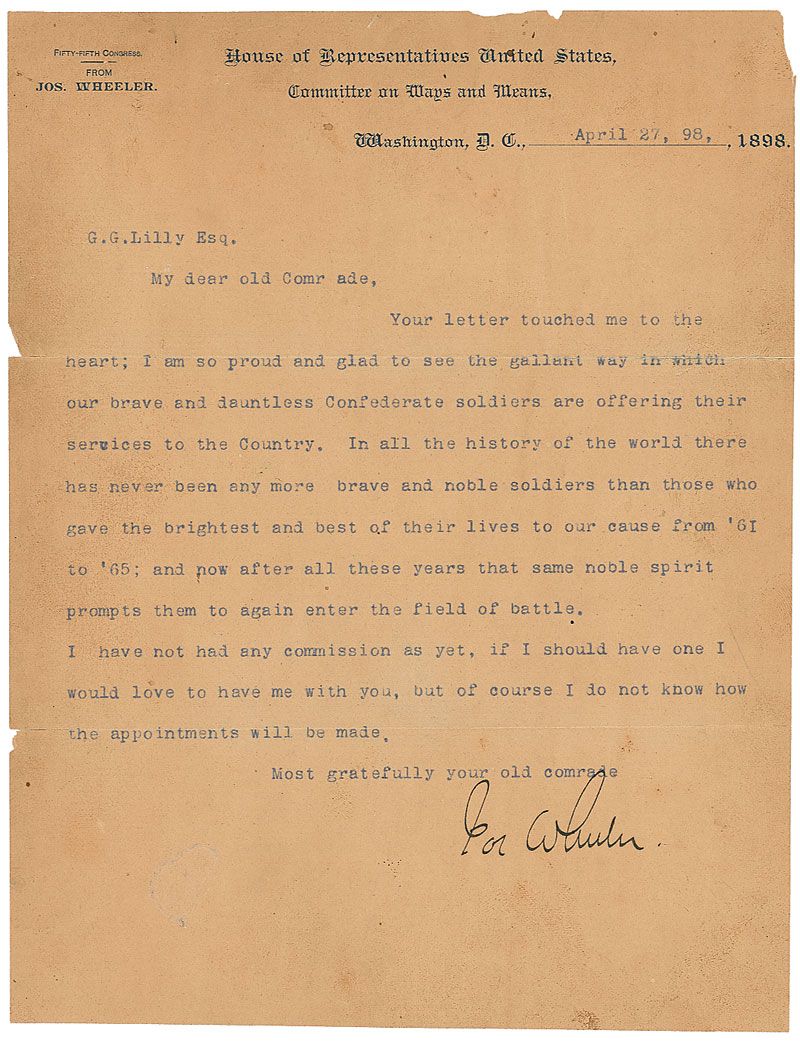 FIFTY-FIFTH CONGRESS.
FROM
JOS. WHEELER.
House of Representatives United States,
Committee on Ways and Means,
Washington, D. C., April 27, 98, , 1898.
G.G.Lilly Esq.
My dear old Comr ade,
Your letter touched me to the
heart; I am so proud and glad to see the gallant way in which
our brave and dauntless Confederate soldiers are offering their
services to the Country. In all the history of the world there
has never been any more brave and noble soldiers than those who
gave the brightest and best of their lives to our cause from '6I
to '65; and now after all these years that same noble spirit
prompts them to again enter the field of battle.
I have not had any commission as yet, if I should have one I
would love to have me with you, but of course I do not know how
the appointments will be made.
Most gratefully your old comrade
Jos Wheeler.